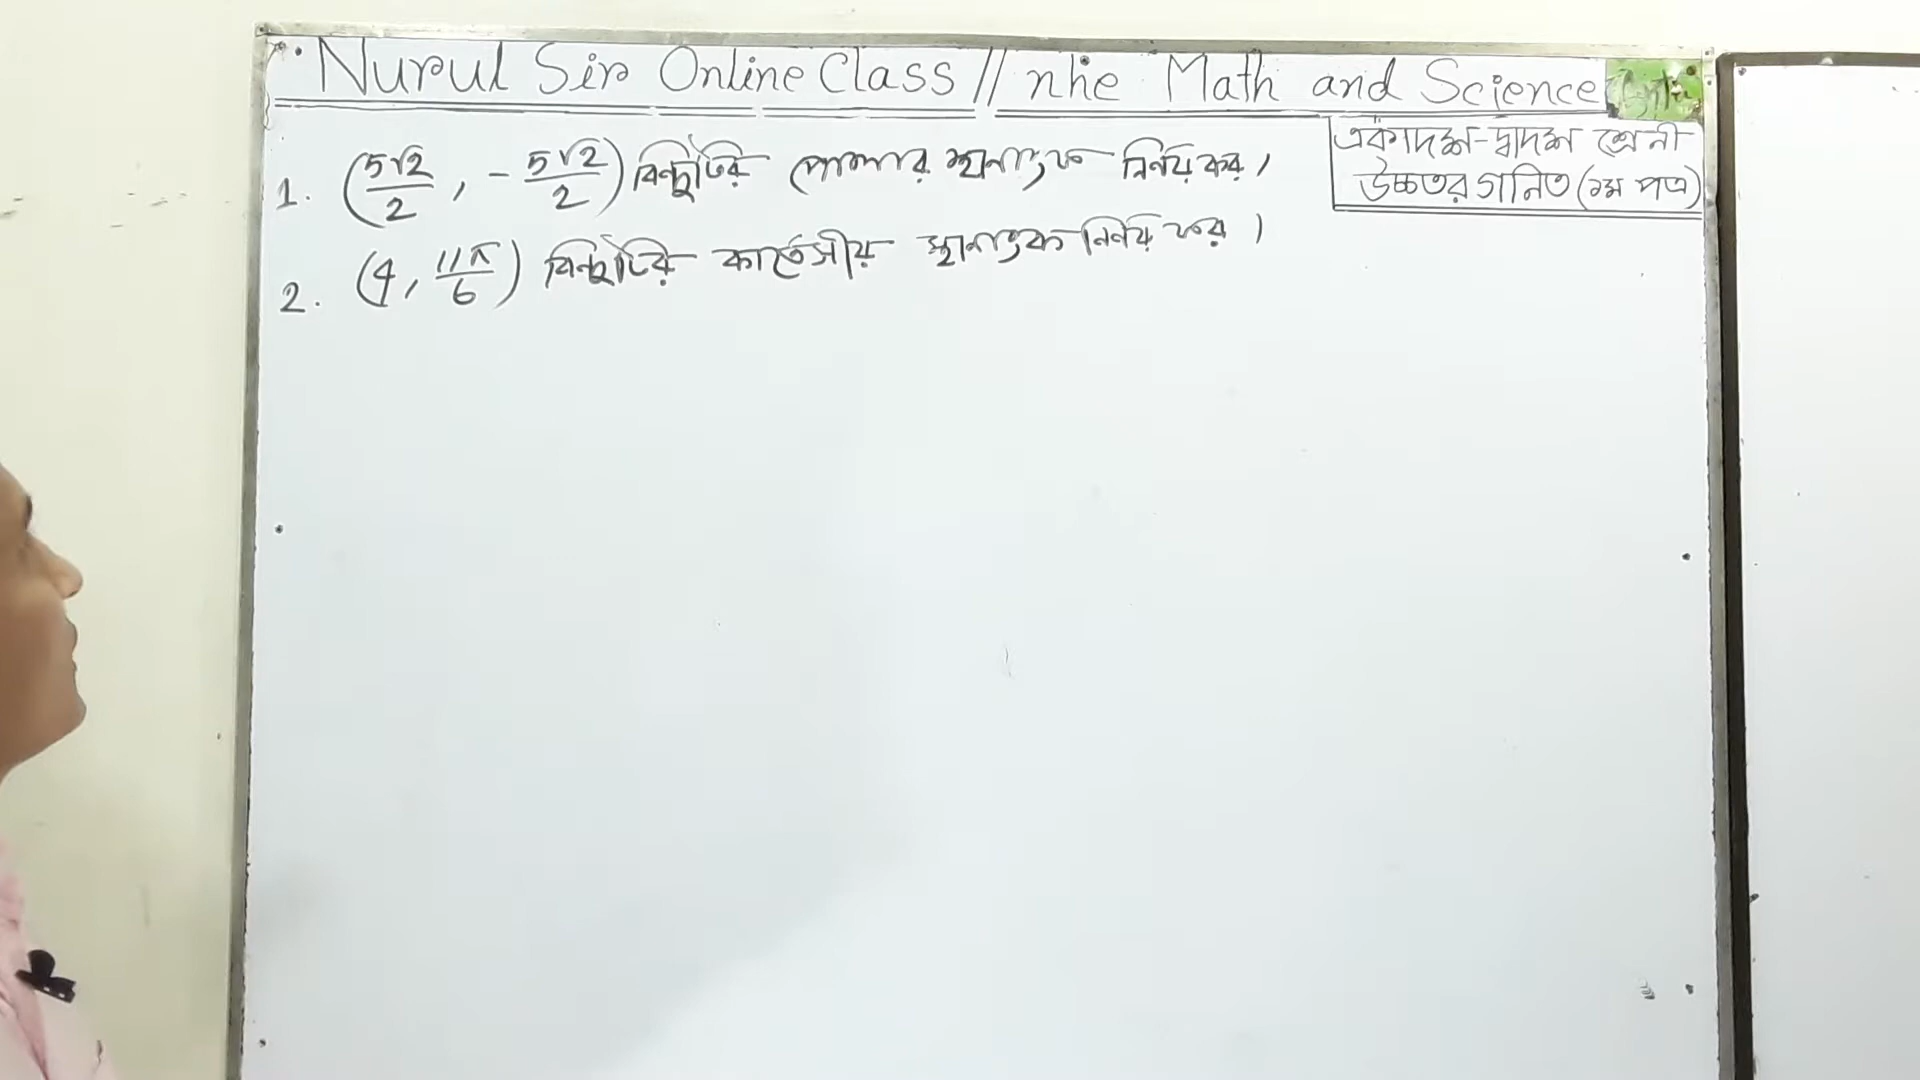 Nurul Sir Online Class // nhe Math and Science
একাদশ-দ্বাদশ শ্রেনী
উচ্চতর গনিত (১ম পত্র)
1. (5√2/2, -5√2/2) বিন্দুটির পোলার স্থানাঙ্ক নির্ণয় কর।
2. (4, 11π/6) বিন্দুটির কার্তেসীয় স্থানাঙ্ক নির্ণয় কর।